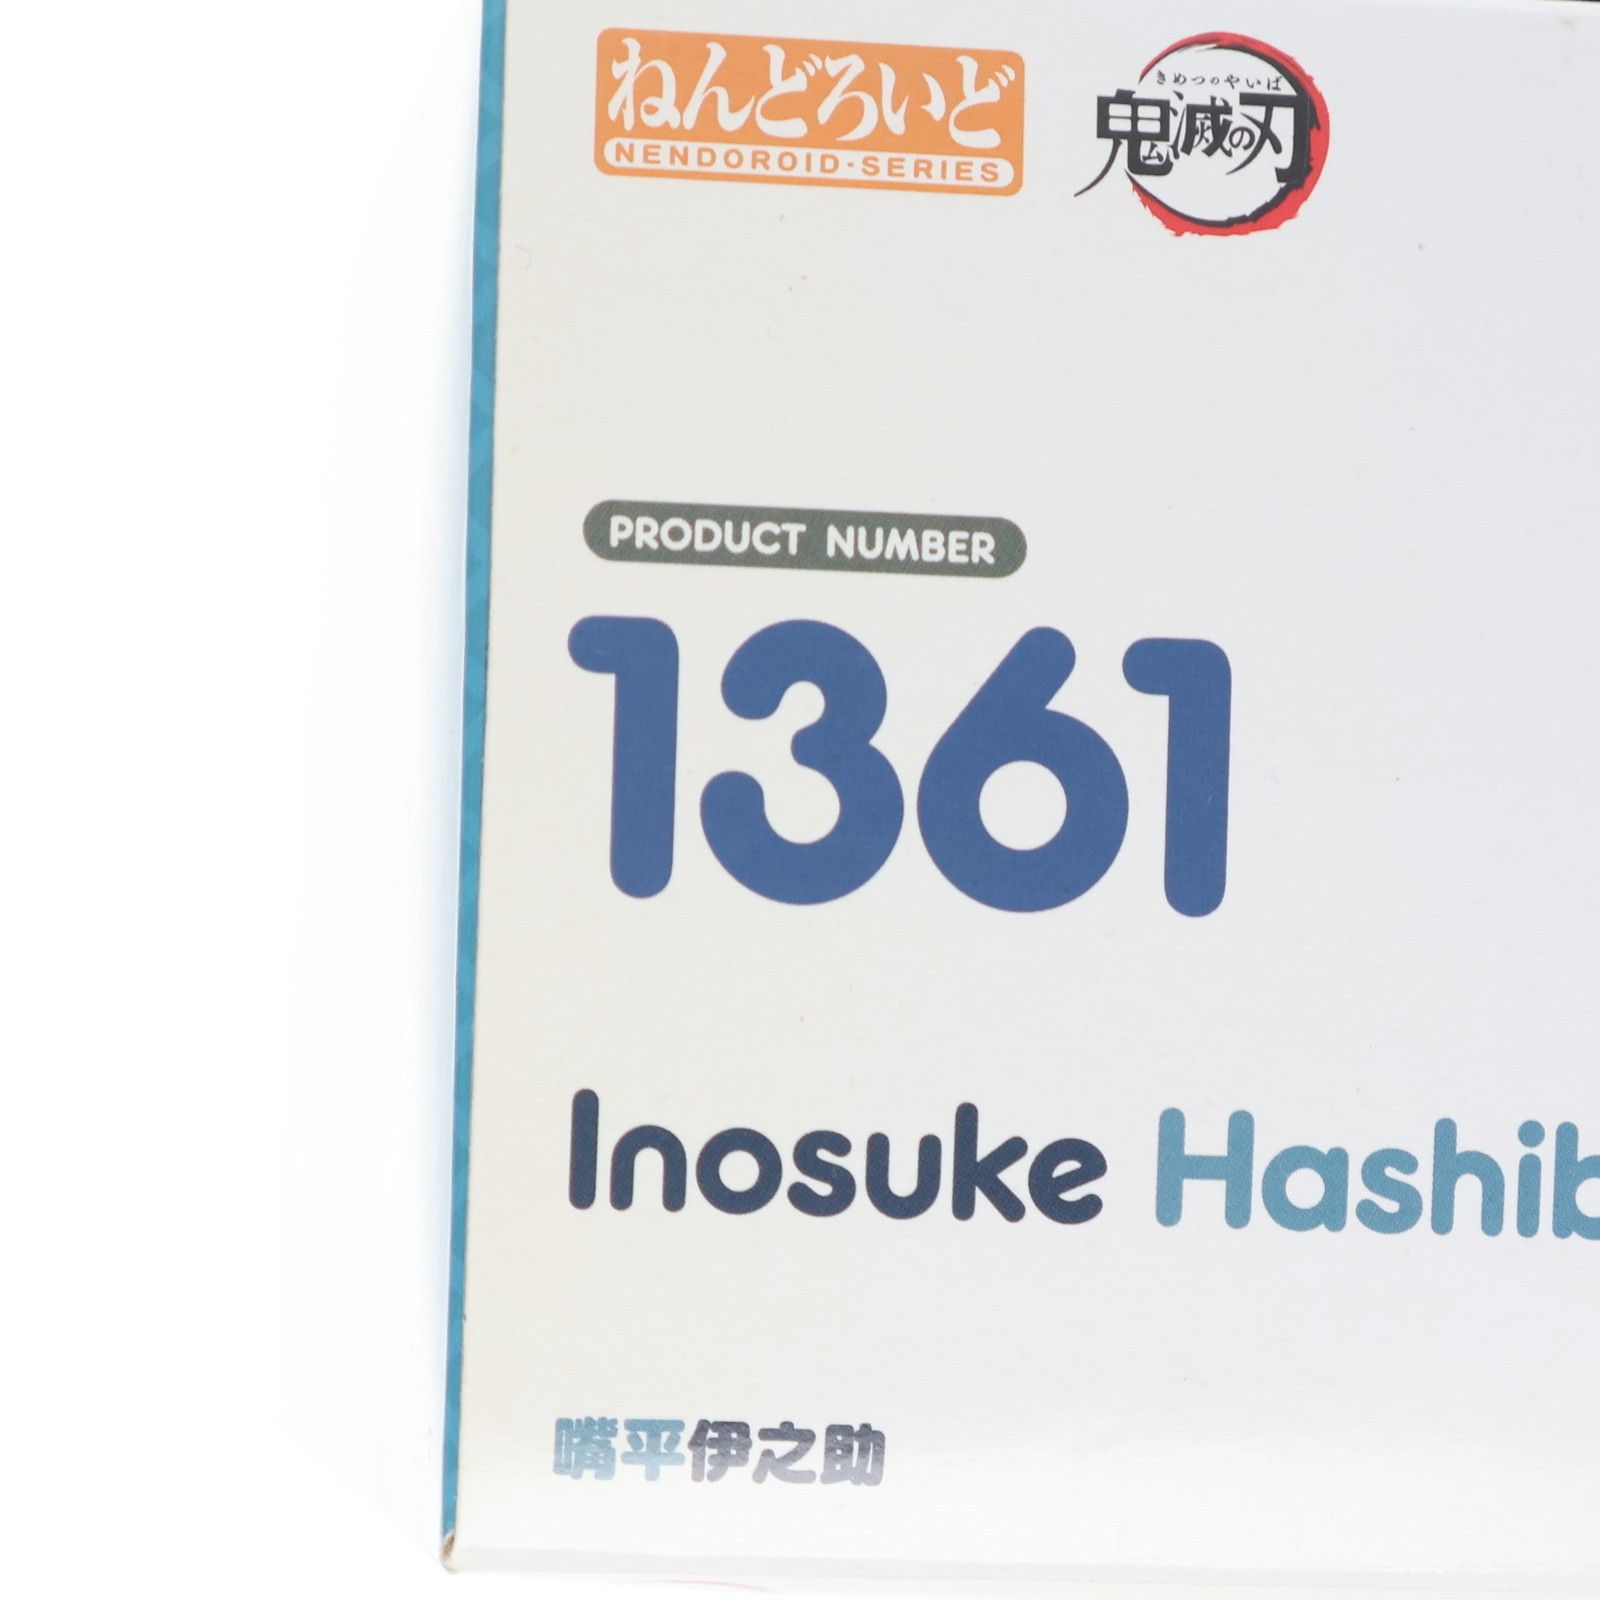 ねんどろいど
NENDOROID-SERIES
きめつのやいば
鬼滅の刃
PRODUCT NUMBER
1361
Inosuke Hashib
嘴平伊之助